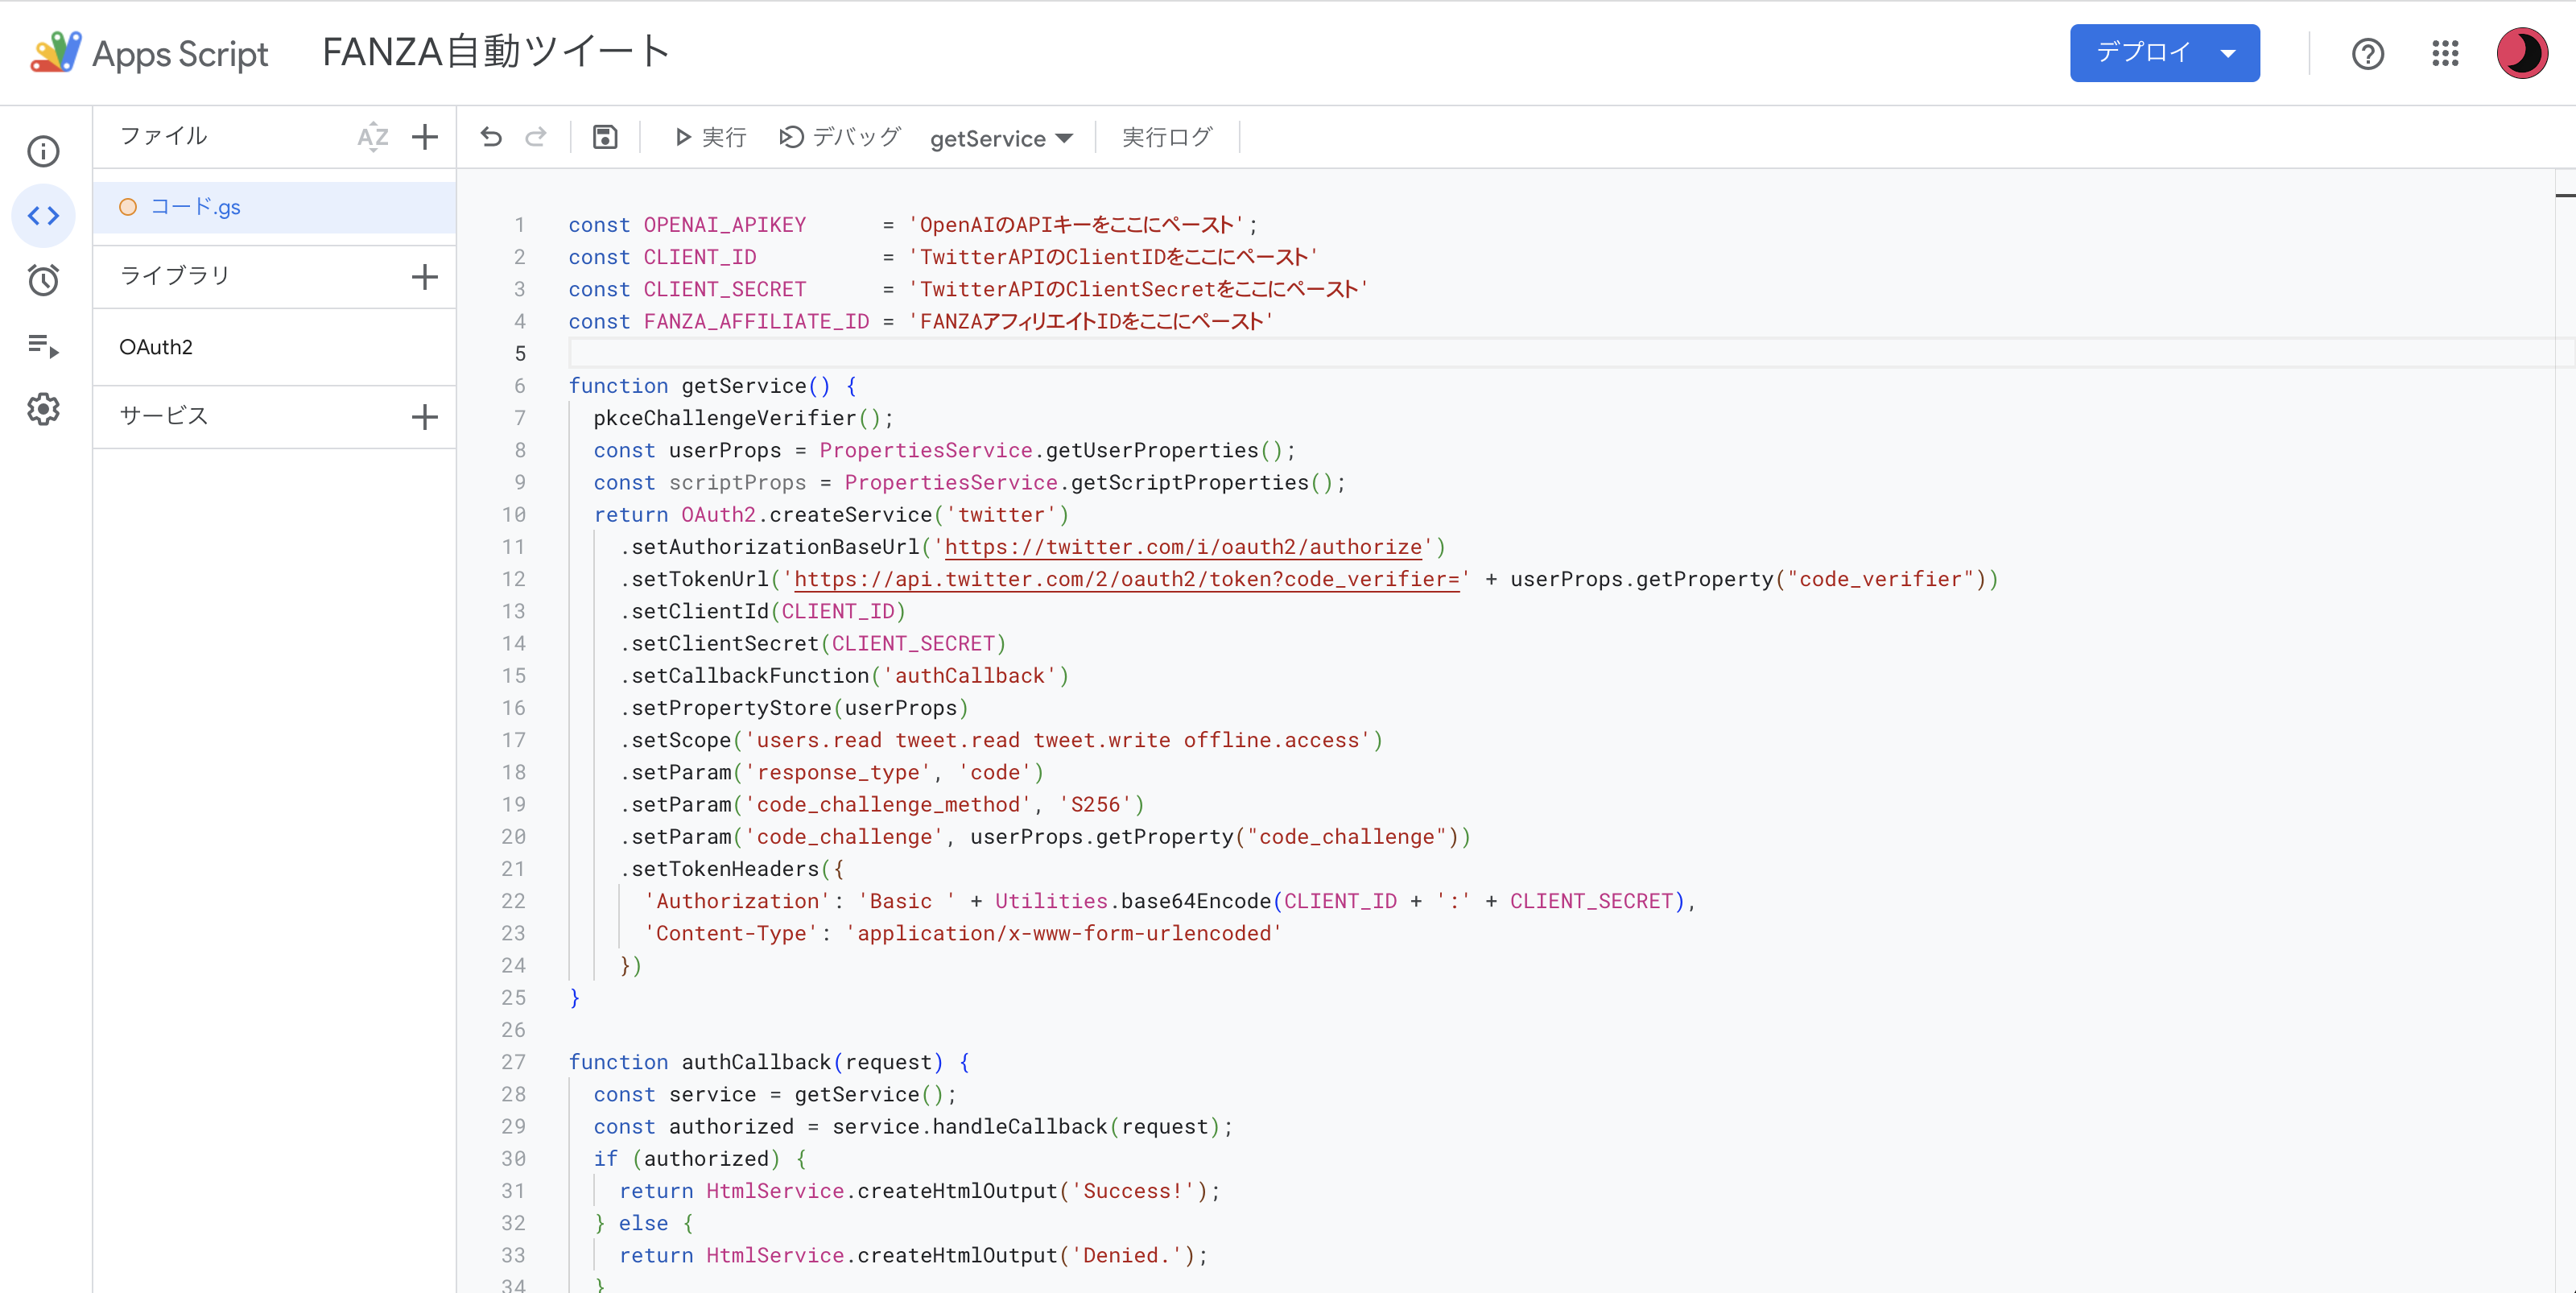 Apps Script FANZA自動ツイート デプロイ
ファイル AZ
実行 デバッグ getService 実行ログ
コード.gs
ライブラリ
OAuth2
サービス
1 const OPENAI_APIKEY      = 'OpenAIのAPIキーをここにペースト';
2 const CLIENT_ID          = 'TwitterAPIのClientIDをここにペースト'
3 const CLIENT_SECRET      = 'TwitterAPIのClientSecretをここにペースト'
4 const FANZA_AFFILIATE_ID = 'FANZAアフィリエイトIDをここにペースト'
5
6 function getService() {
7   pkceChallengeVerifier();
8   const userProps = PropertiesService.getUserProperties();
9   const scriptProps = PropertiesService.getScriptProperties();
10   return OAuth2.createService('twitter')
11     .setAuthorizationBaseUrl('https://twitter.com/i/oauth2/authorize')
12     .setTokenUrl('https://api.twitter.com/2/oauth2/token?code_verifier=' + userProps.getProperty("code_verifier"))
13     .setClientId(CLIENT_ID)
14     .setClientSecret(CLIENT_SECRET)
15     .setCallbackFunction('authCallback')
16     .setPropertyStore(userProps)
17     .setScope('users.read tweet.read tweet.write offline.access')
18     .setParam('response_type', 'code')
19     .setParam('code_challenge_method', 'S256')
20     .setParam('code_challenge', userProps.getProperty("code_challenge"))
21     .setTokenHeaders({
22       'Authorization': 'Basic ' + Utilities.base64Encode(CLIENT_ID + ':' + CLIENT_SECRET),
23       'Content-Type': 'application/x-www-form-urlencoded'
24     })
25 }
26
27 function authCallback(request) {
28   const service = getService();
29   const authorized = service.handleCallback(request);
30   if (authorized) {
31     return HtmlService.createHtmlOutput('Success!');
32   } else {
33     return HtmlService.createHtmlOutput('Denied.');
34   }